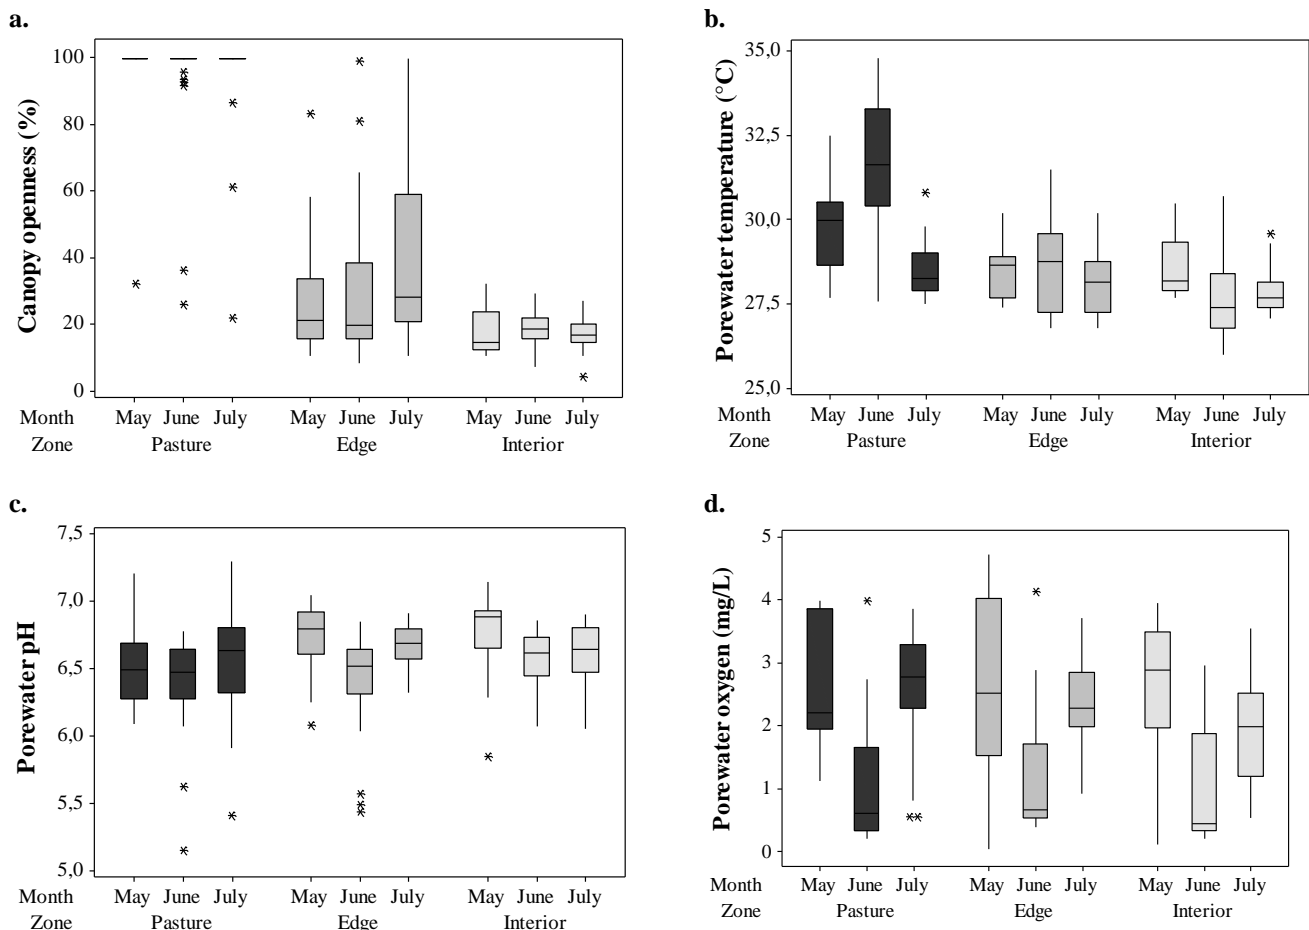 a.
Canopy openness (%)
100
80
60
40
20
0
Month May June July May June July May June July
Zone Pasture Edge Interior
b.
Porewater temperature (°C)
35,0
32,5
30,0
27,5
25,0
Month May June July May June July May June July
Zone Pasture Edge Interior
c.
Porewater pH
7,5
7,0
6,5
6,0
5,5
5,0
Month May June July May June July May June July
Zone Pasture Edge Interior
d.
Porewater oxygen (mg/L)
5
4
3
2
1
0
Month May June July May June July May June July
Zone Pasture Edge Interior